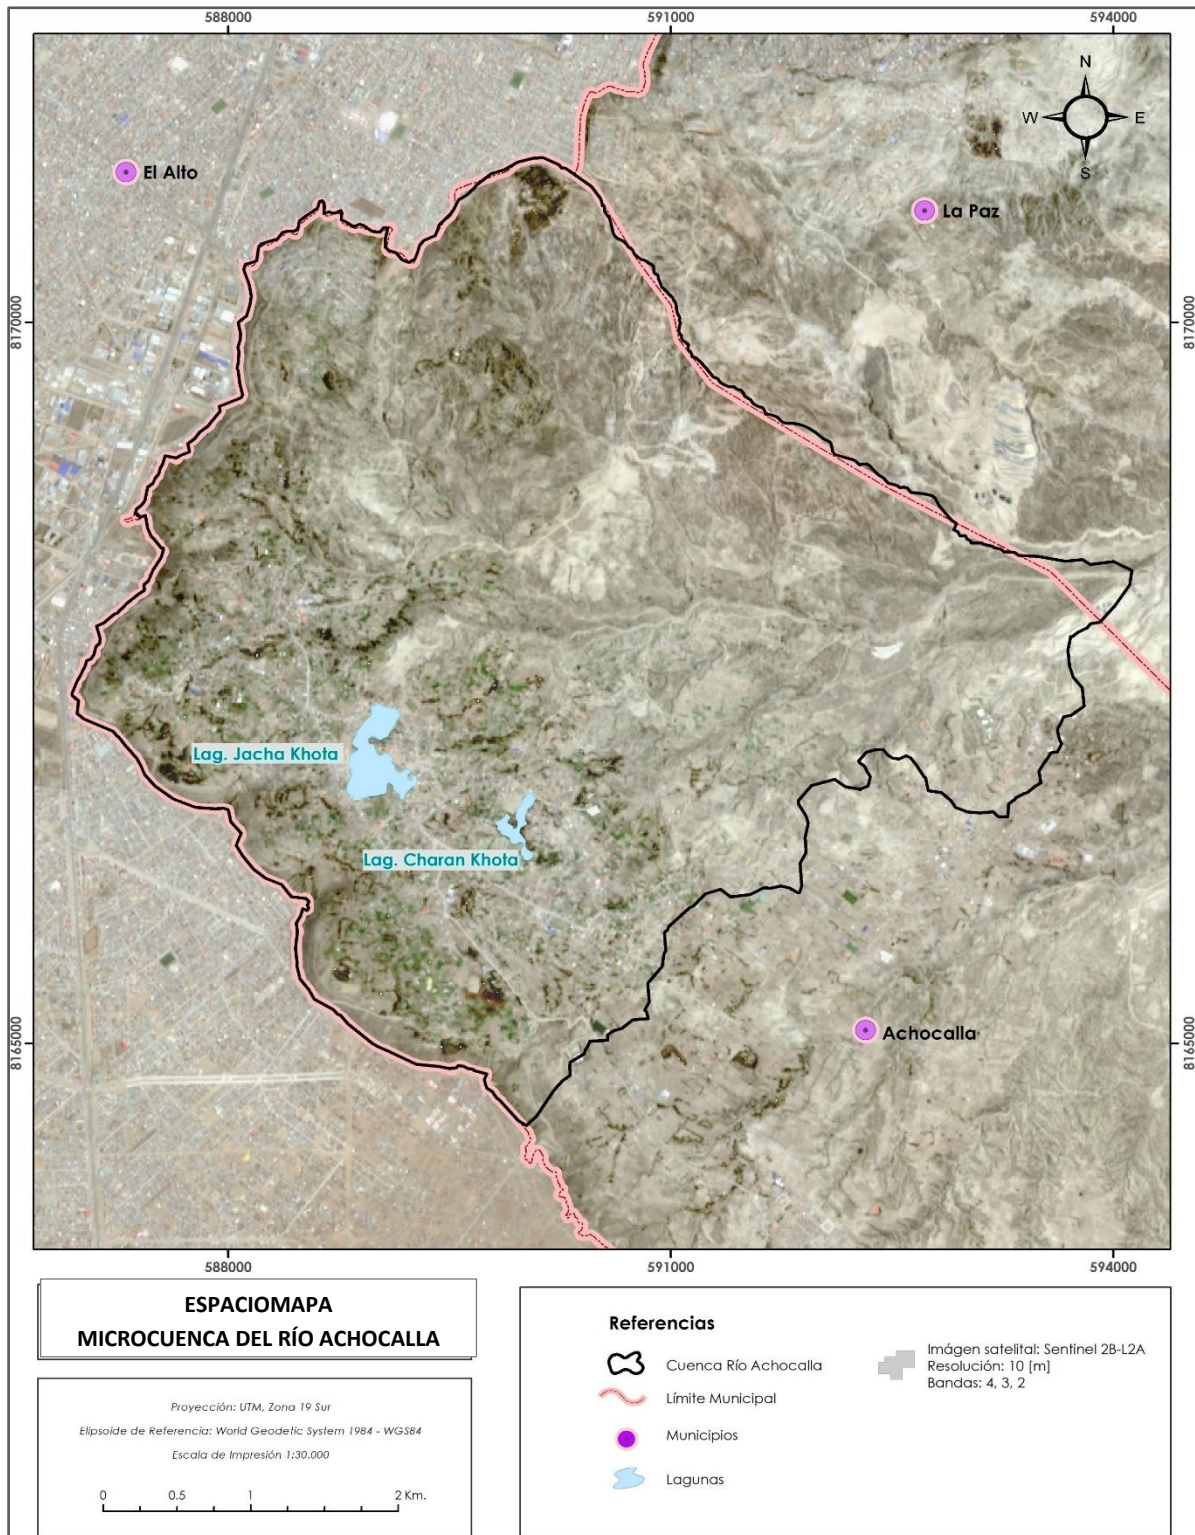 588000
591000
594000
N
W
E
S
El Alto
La Paz
8170000
8170000
Lag. Jacha Khota
Lag. Charan Khota
Achocalla
8165000
8165000
588000
591000
594000
ESPACIOMAPA
MICROCUENCA DEL RÍO ACHOCALLA
Proyección: UTM, Zona 19 Sur
Elipsoide de Referencia: World Geodetic System 1984 - WGS84
Escala de Impresión 1:30.000
0 0.5 1 2 Km.
Referencias
Cuenca Río Achocalla
Límite Municipal
Municipios
Lagunas
Imágen satelital: Sentinel 2B-L2A
Resolución: 10 [m]
Bandas: 4, 3, 2